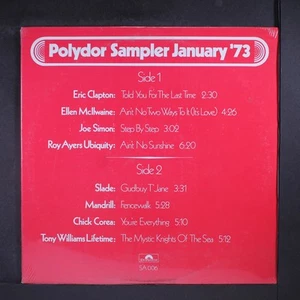 Polydor Sampler January '73
Side 1
Eric Clapton: Told You For The Last Time 2:30
Ellen McIlwaine: Ain't No Two Ways To It (It's Love) 4:26
Joe Simon: Step By Step 3:02
Roy Ayers Ubiquity: Ain't No Sunshine 6:20
Side 2
Slade: Gudbuy T' Jane 3:31
Mandrill: Fencewalk 5:28
Chick Corea: You're Everything 5:10
Tony Williams Lifetime: The Mystic Knights Of The Sea 5:12
SA 006